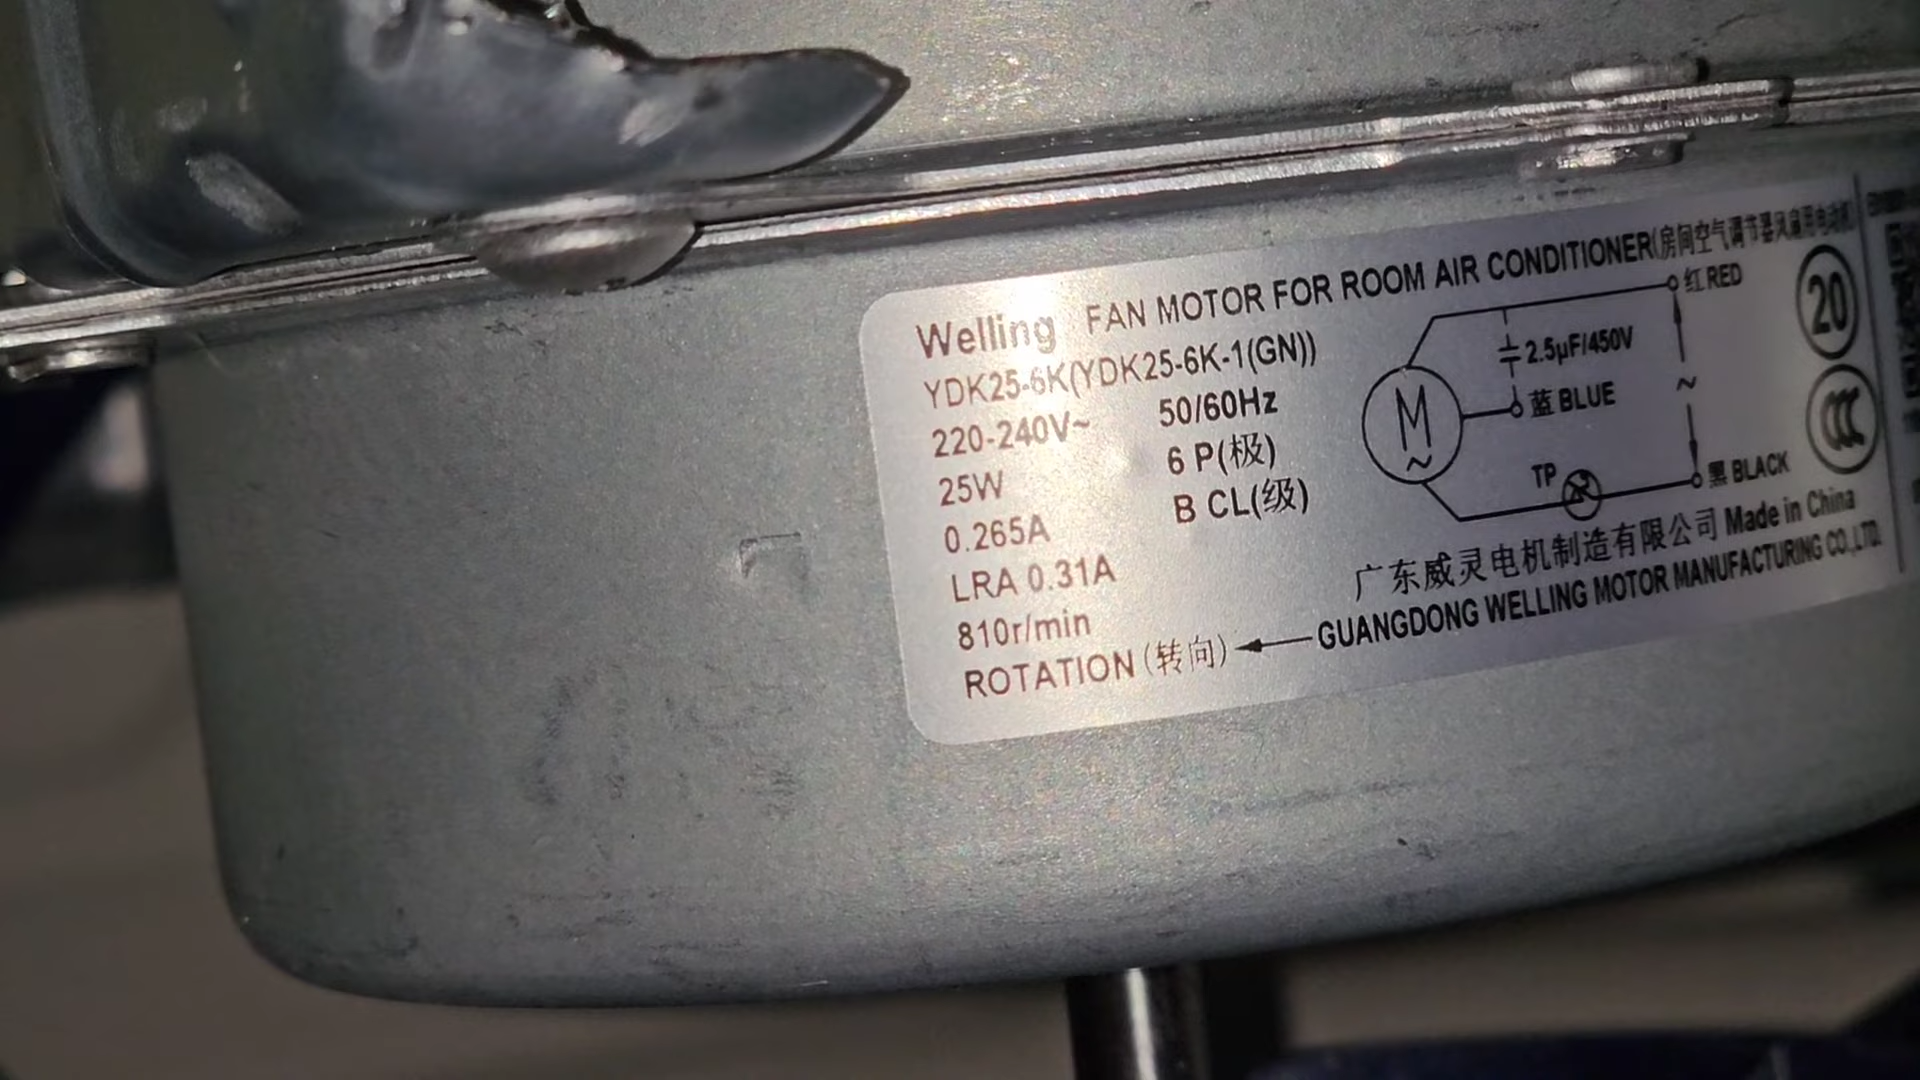 Welling FAN MOTOR FOR ROOM AIR CONDITIONER(房间空气调节器风扇用电动机)
YDK25-6K(YDK25-6K-1(GN))
220-240V~ 50/60Hz
25W 6 P(极)
0.265A B CL(级)
LRA 0.31A
810r/min
ROTATION(转向)
红RED
2.5μF/450V
蓝 BLUE
M
~
~
TP
黑 BLACK
20
CCC
广东威灵电机制造有限公司 Made in China
GUANGDONG WELLING MOTOR MANUFACTURING CO.,LTD.